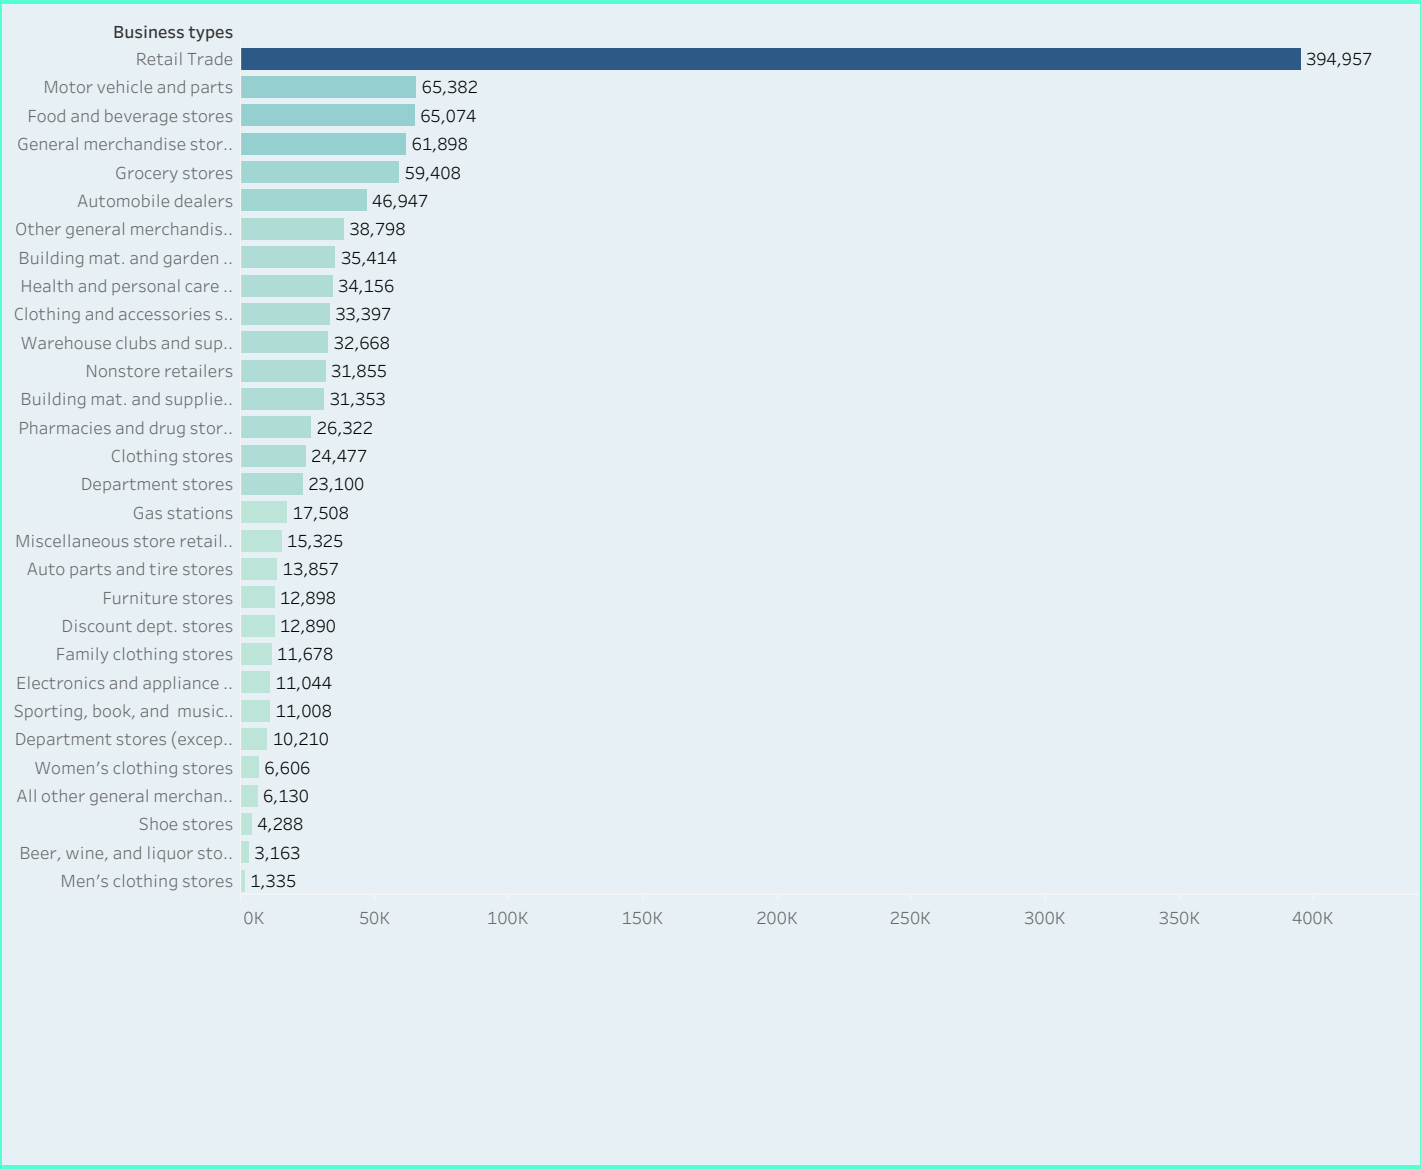 Business types
Retail Trade 394,957
Motor vehicle and parts 65,382
Food and beverage stores 65,074
General merchandise stor.. 61,898
Grocery stores 59,408
Automobile dealers 46,947
Other general merchandis.. 38,798
Building mat. and garden .. 35,414
Health and personal care .. 34,156
Clothing and accessories s.. 33,397
Warehouse clubs and sup.. 32,668
Nonstore retailers 31,855
Building mat. and supplie.. 31,353
Pharmacies and drug stor.. 26,322
Clothing stores 24,477
Department stores 23,100
Gas stations 17,508
Miscellaneous store retail.. 15,325
Auto parts and tire stores 13,857
Furniture stores 12,898
Discount dept. stores 12,890
Family clothing stores 11,678
Electronics and appliance .. 11,044
Sporting, book, and  music.. 11,008
Department stores (excep.. 10,210
Women's clothing stores 6,606
All other general merchan.. 6,130
Shoe stores 4,288
Beer, wine, and liquor sto.. 3,163
Men's clothing stores 1,335
0K 50K 100K 150K 200K 250K 300K 350K 400K